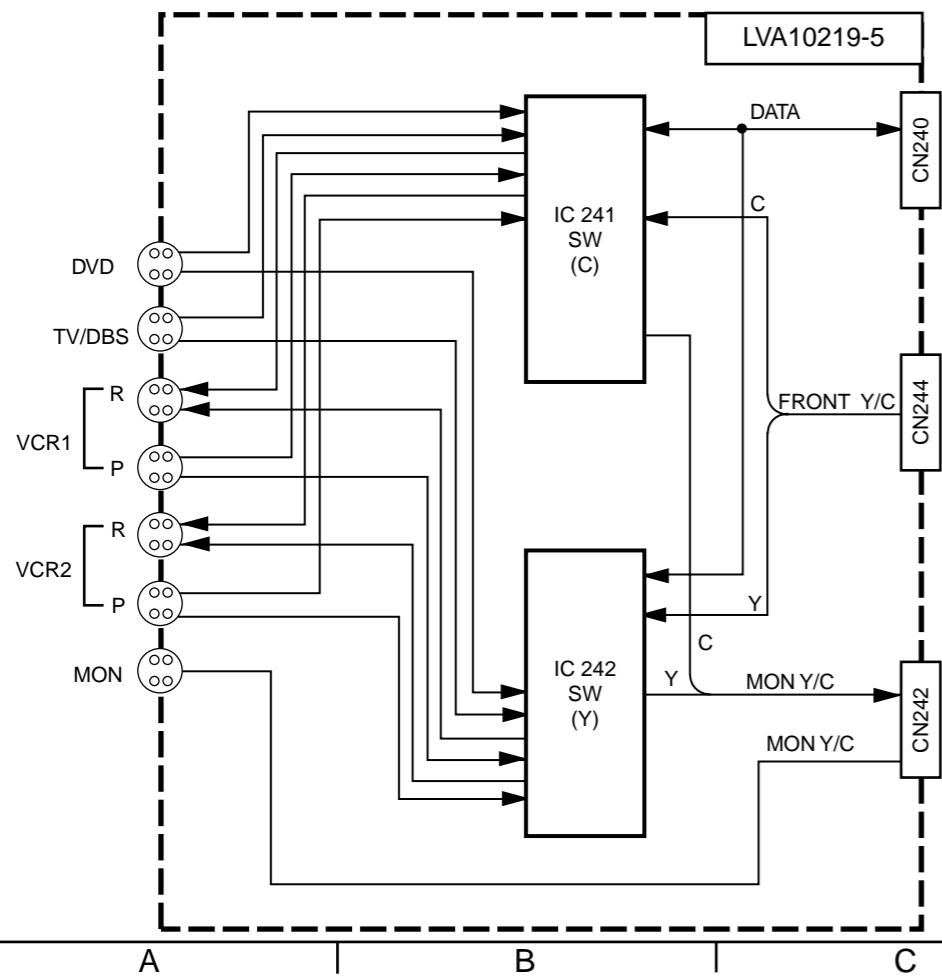 LVA10219-5
DATA
CN240
C
IC 241
SW
(C)
DVD
TV/DBS
R
FRONT Y/C
CN244
VCR1
P
R
VCR2
P
Y
C
MON
IC 242
SW
(Y)
Y
MON Y/C
CN242
MON Y/C
A
B
C